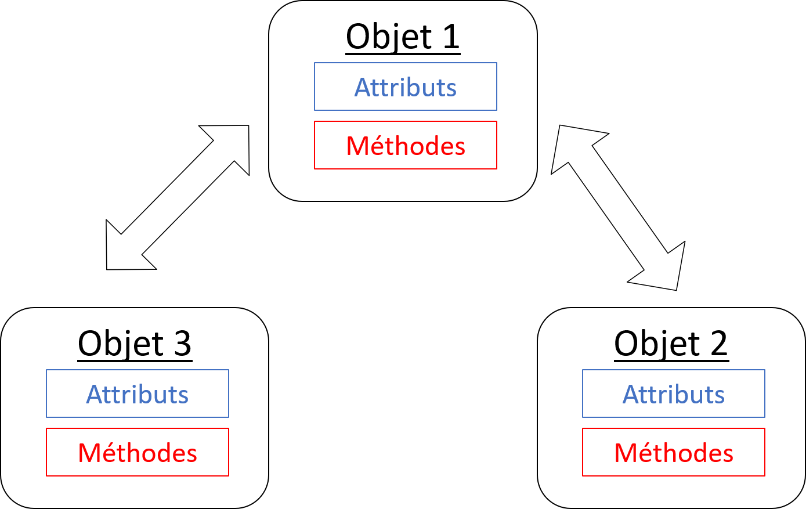 Objet 1
Attributs
Méthodes
Objet 3
Attributs
Méthodes
Objet 2
Attributs
Méthodes